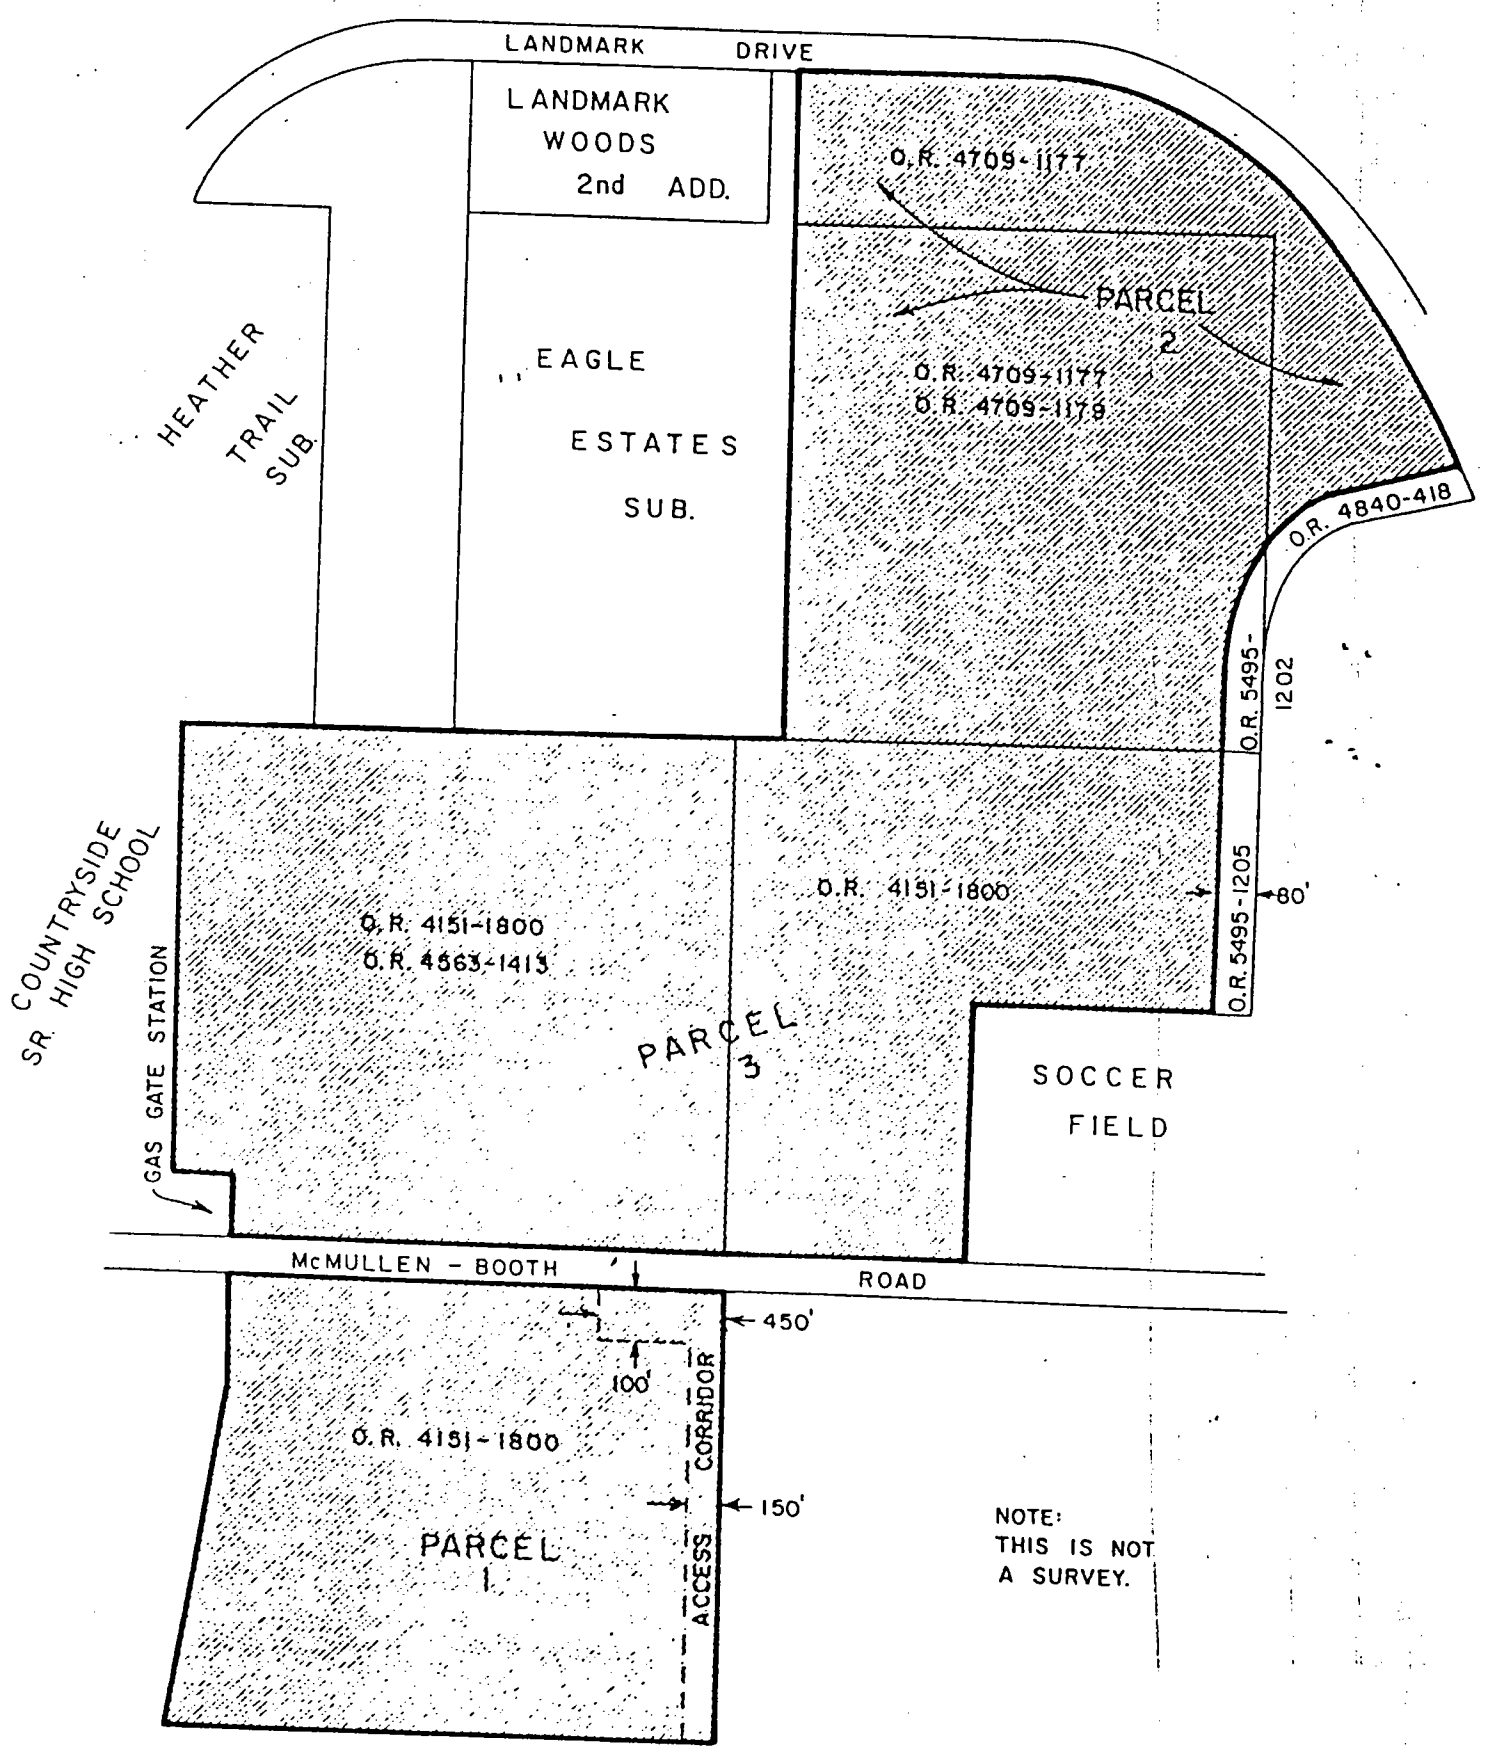 LANDMARK DRIVE
LANDMARK
WOODS
2nd ADD.
O.R. 4709-1177
PARCEL
2
O.R. 4709-1177
O.R. 4709-1179
HEATHER
TRAIL
SUB.
EAGLE
ESTATES
SUB.
O.R. 4840-418
O.R. 5495-
1202
COUNTRYSIDE
SR. HIGH SCHOOL
GAS GATE STATION
O.R. 4151-1800
O.R. 4563-1413
O.R. 4151-1800
O.R. 5495-1205
80'
PARCEL
3
SOCCER
FIELD
McMULLEN - BOOTH ROAD
450'
100'
ACCESS CORRIDOR
O.R. 4151-1800
150'
PARCEL
1
NOTE:
THIS IS NOT
A SURVEY.